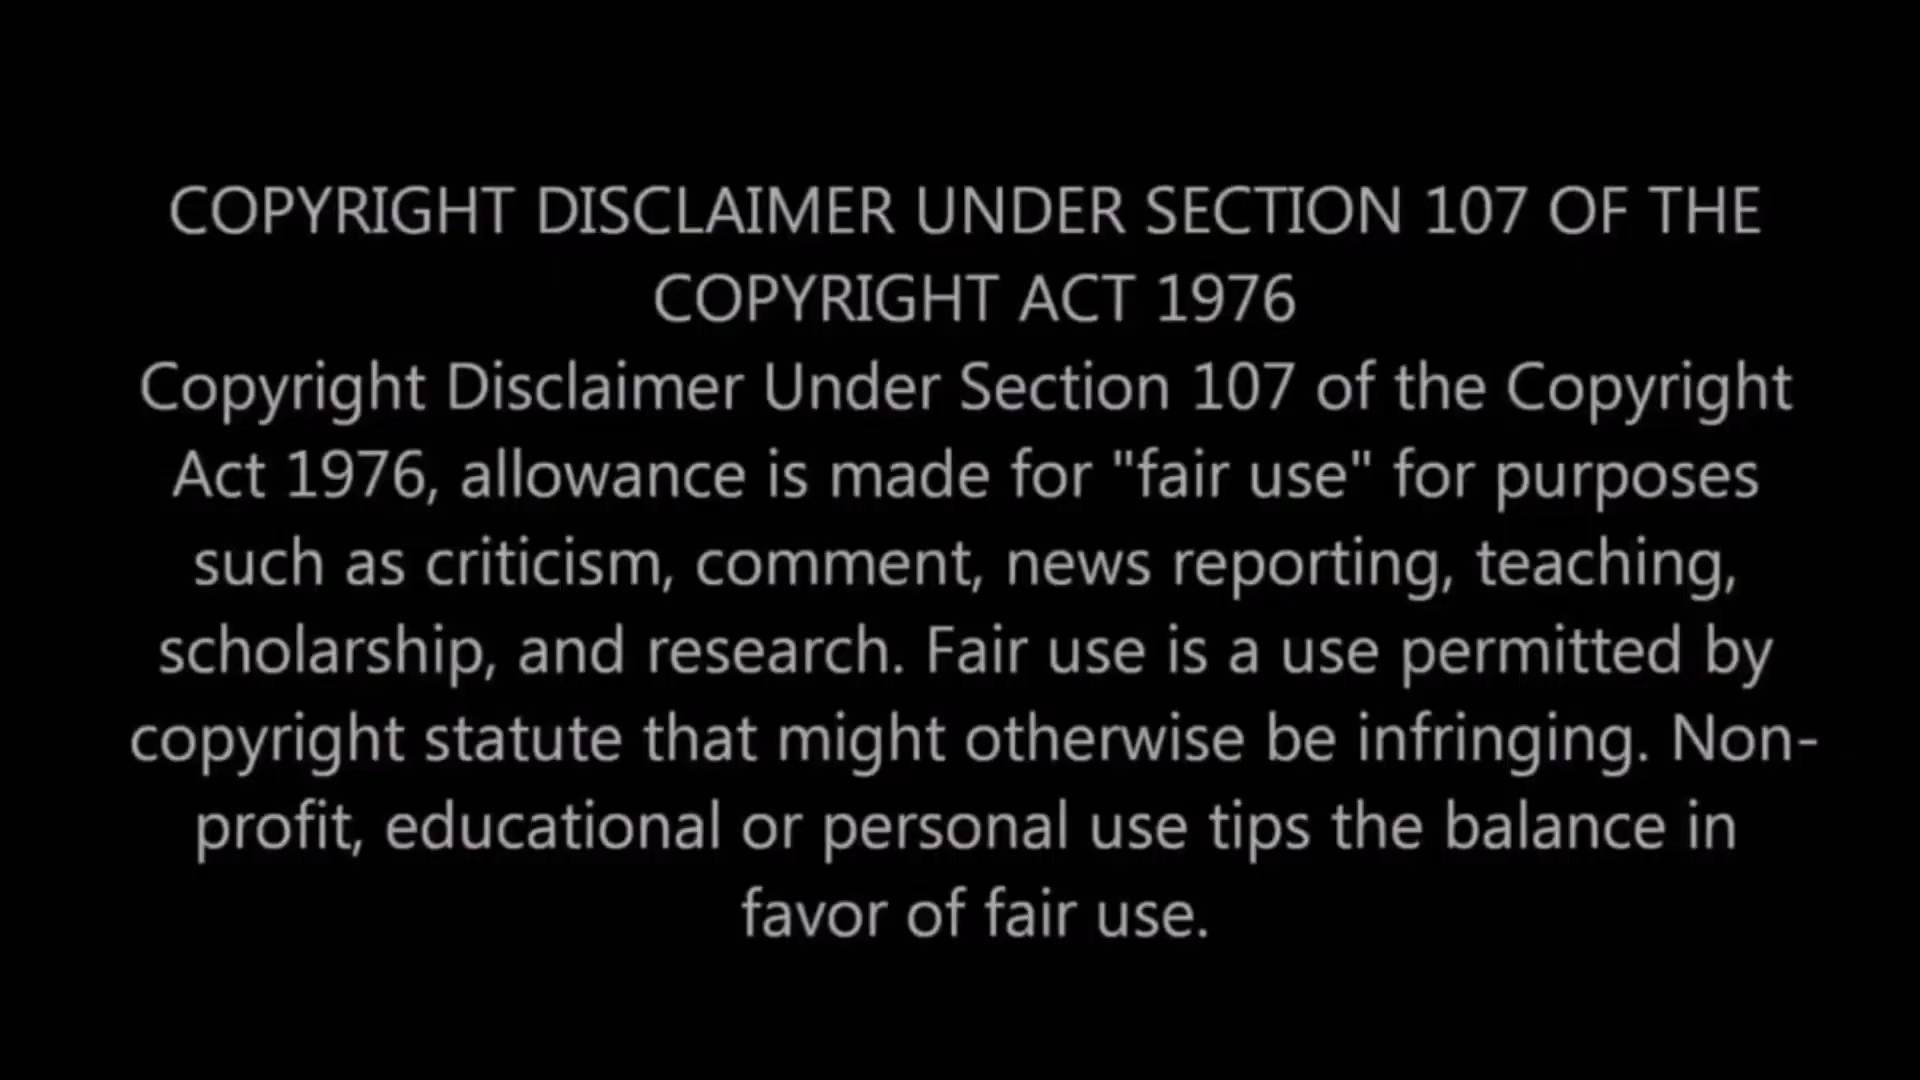 COPYRIGHT DISCLAIMER UNDER SECTION 107 OF THE
COPYRIGHT ACT 1976
Copyright Disclaimer Under Section 107 of the Copyright
Act 1976, allowance is made for "fair use" for purposes
such as criticism, comment, news reporting, teaching,
scholarship, and research. Fair use is a use permitted by
copyright statute that might otherwise be infringing. Non-
profit, educational or personal use tips the balance in
favor of fair use.